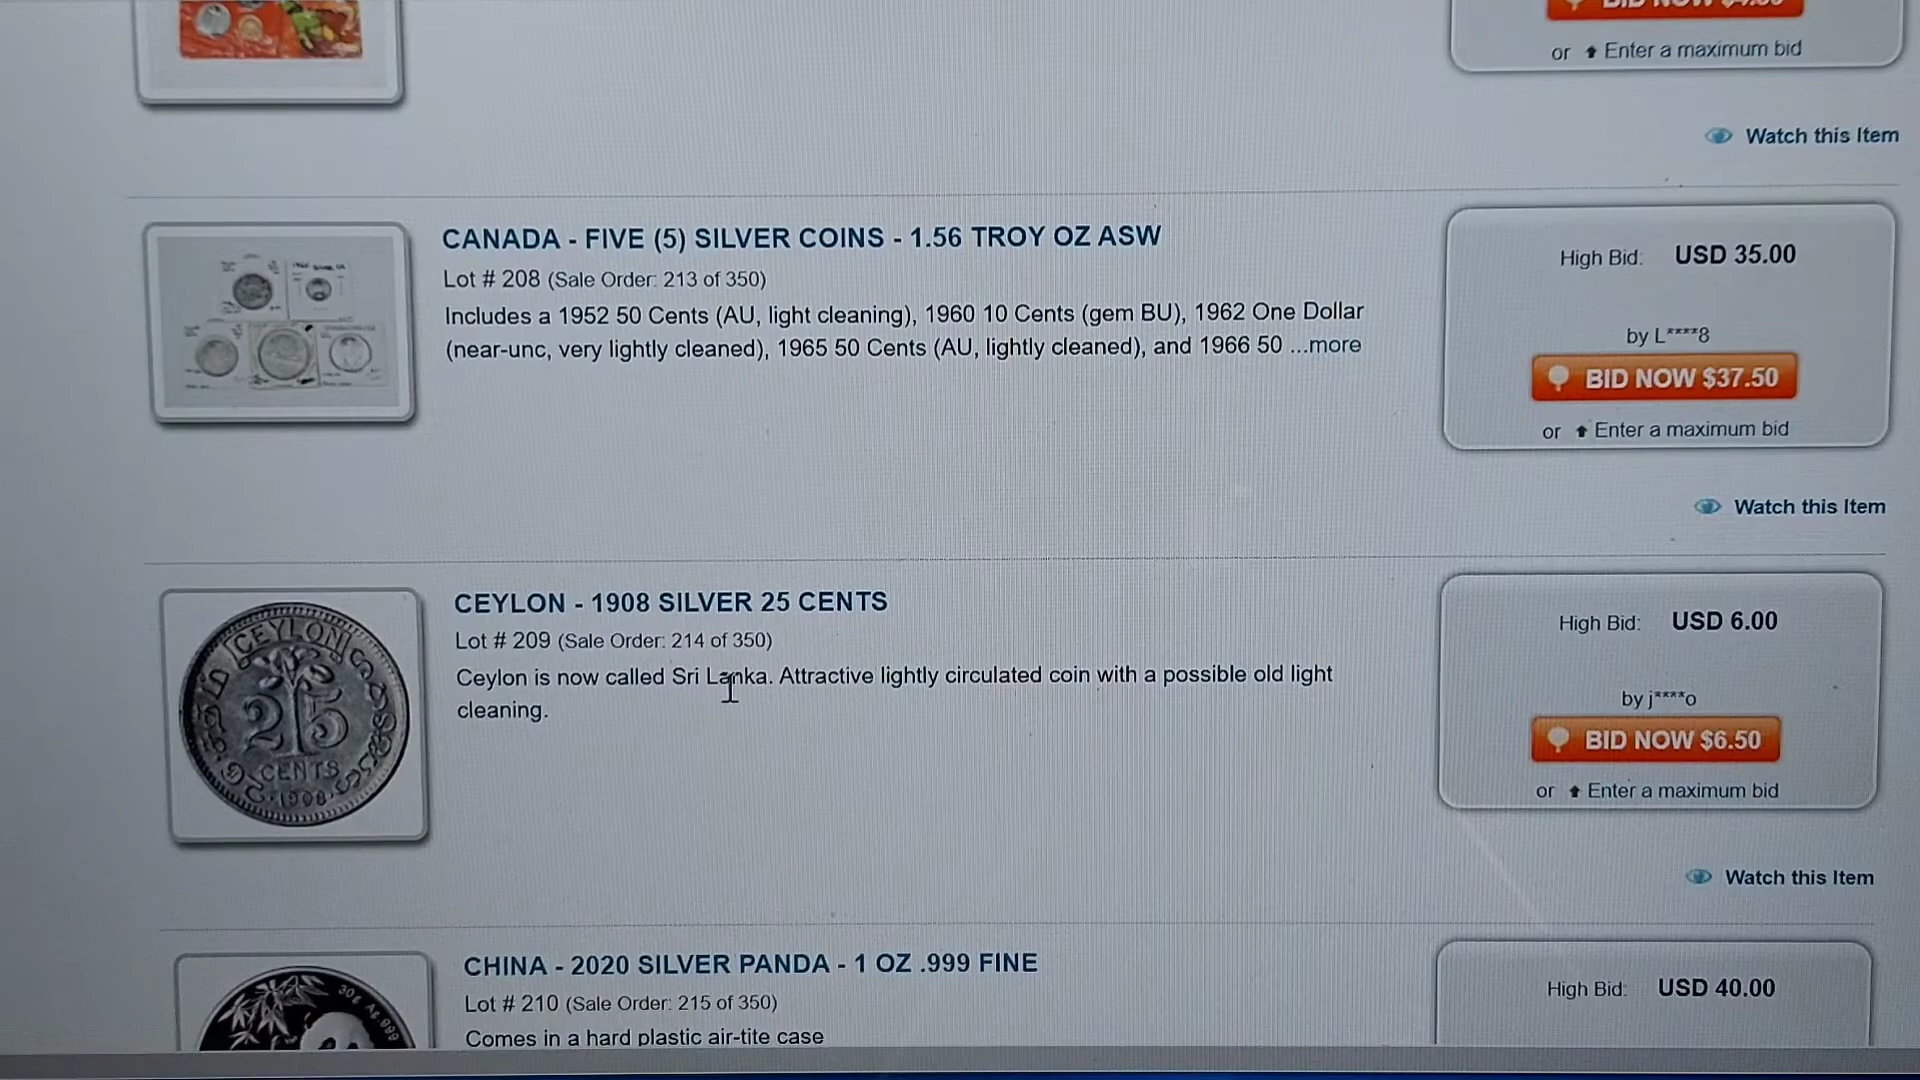 BID NOW $4.50
or Enter a maximum bid
Watch this Item
CANADA - FIVE (5) SILVER COINS - 1.56 TROY OZ ASW
Lot # 208 (Sale Order: 213 of 350)
Includes a 1952 50 Cents (AU, light cleaning), 1960 10 Cents (gem BU), 1962 One Dollar
(near-unc, very lightly cleaned), 1965 50 Cents (AU, lightly cleaned), and 1966 50 ...more
High Bid: USD 35.00
by L****8
BID NOW $37.50
or Enter a maximum bid
Watch this Item
CEYLON
25
CENTS
1908
CEYLON - 1908 SILVER 25 CENTS
Lot # 209 (Sale Order: 214 of 350)
Ceylon is now called Sri Lanka. Attractive lightly circulated coin with a possible old light
cleaning.
High Bid: USD 6.00
by j****o
BID NOW $6.50
or Enter a maximum bid
Watch this Item
30g Ag.999
CHINA - 2020 SILVER PANDA - 1 OZ .999 FINE
Lot # 210 (Sale Order: 215 of 350)
Comes in a hard plastic air-tite case
High Bid: USD 40.00